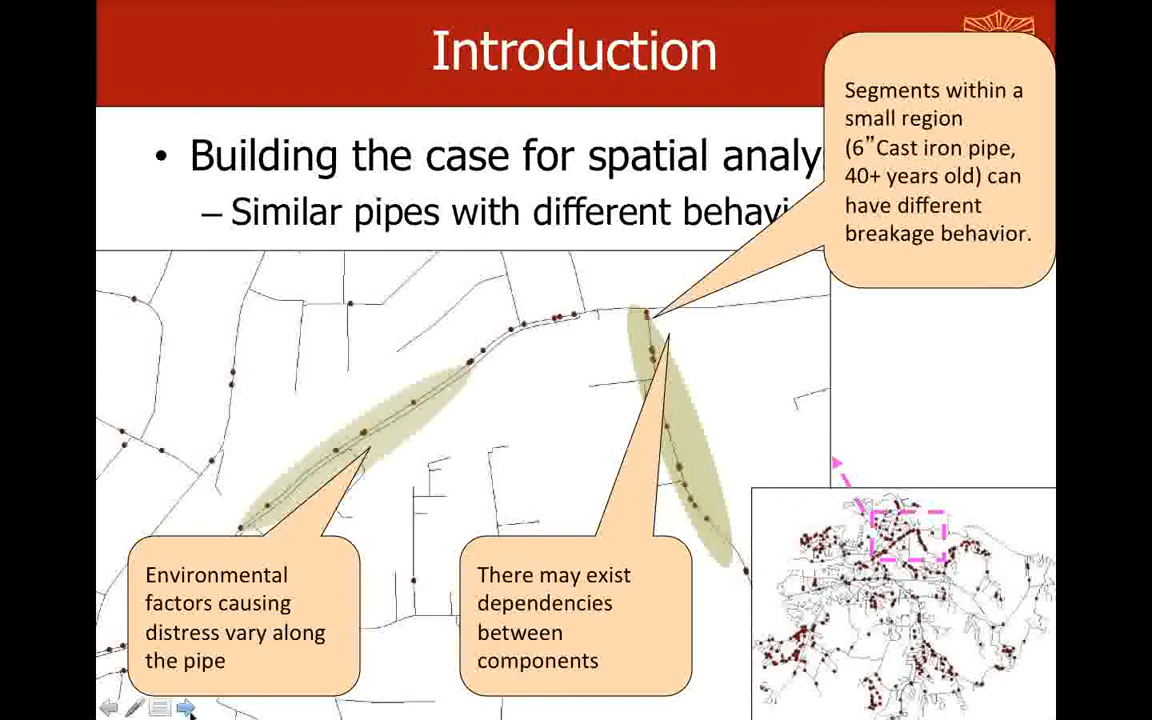 Introduction
• Building the case for spatial analy
– Similar pipes with different behavi
Segments within a
small region
(6”Cast iron pipe,
40+ years old) can
have different
breakage behavior.
Environmental
factors causing
distress vary along
the pipe
There may exist
dependencies
between
components